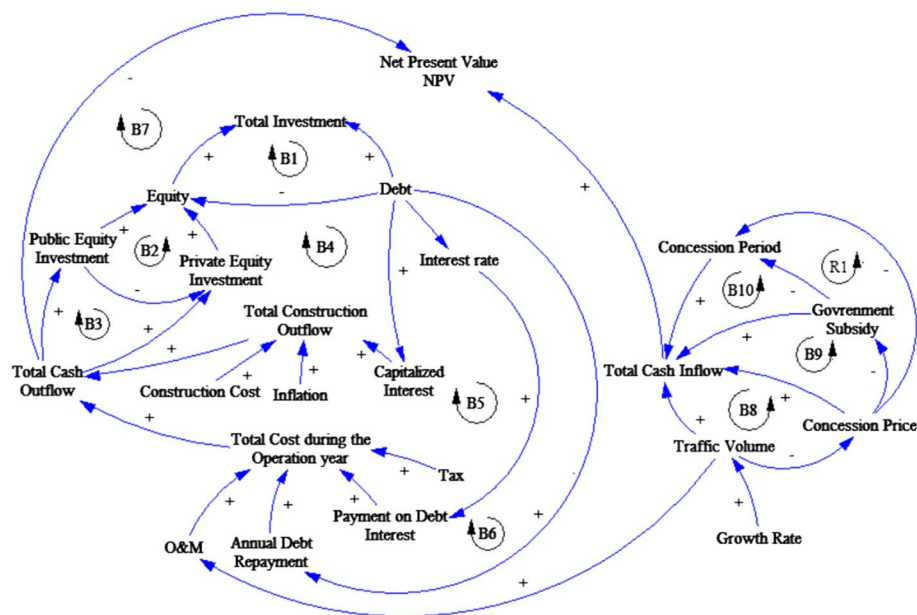 Net Present Value
NPV
-
B7
Total Investment
+
B1
+
+
Equity
-
Debt
Public Equity
Investment
+
B2
+
Private Equity
Investment
B4
Interest rate
Concession Period
R1
-
-
+
B10
-
Govrenment
Subsidy
+
B3
+
+
Total Construction
Outflow
+
Total Cash
Outflow
Construction Cost
+
Inflation
+
+
Capitalized
Interest
B5
Total Cash Inflow
+
B9
-
+
B8
+
Concession Price
Traffic Volume
-
+
Total Cost during the
Operation year
+
Tax
+
+
+
Payment on Debt
Interest
B6
+
O&M
Annual Debt
Repayment
+
Growth Rate
+